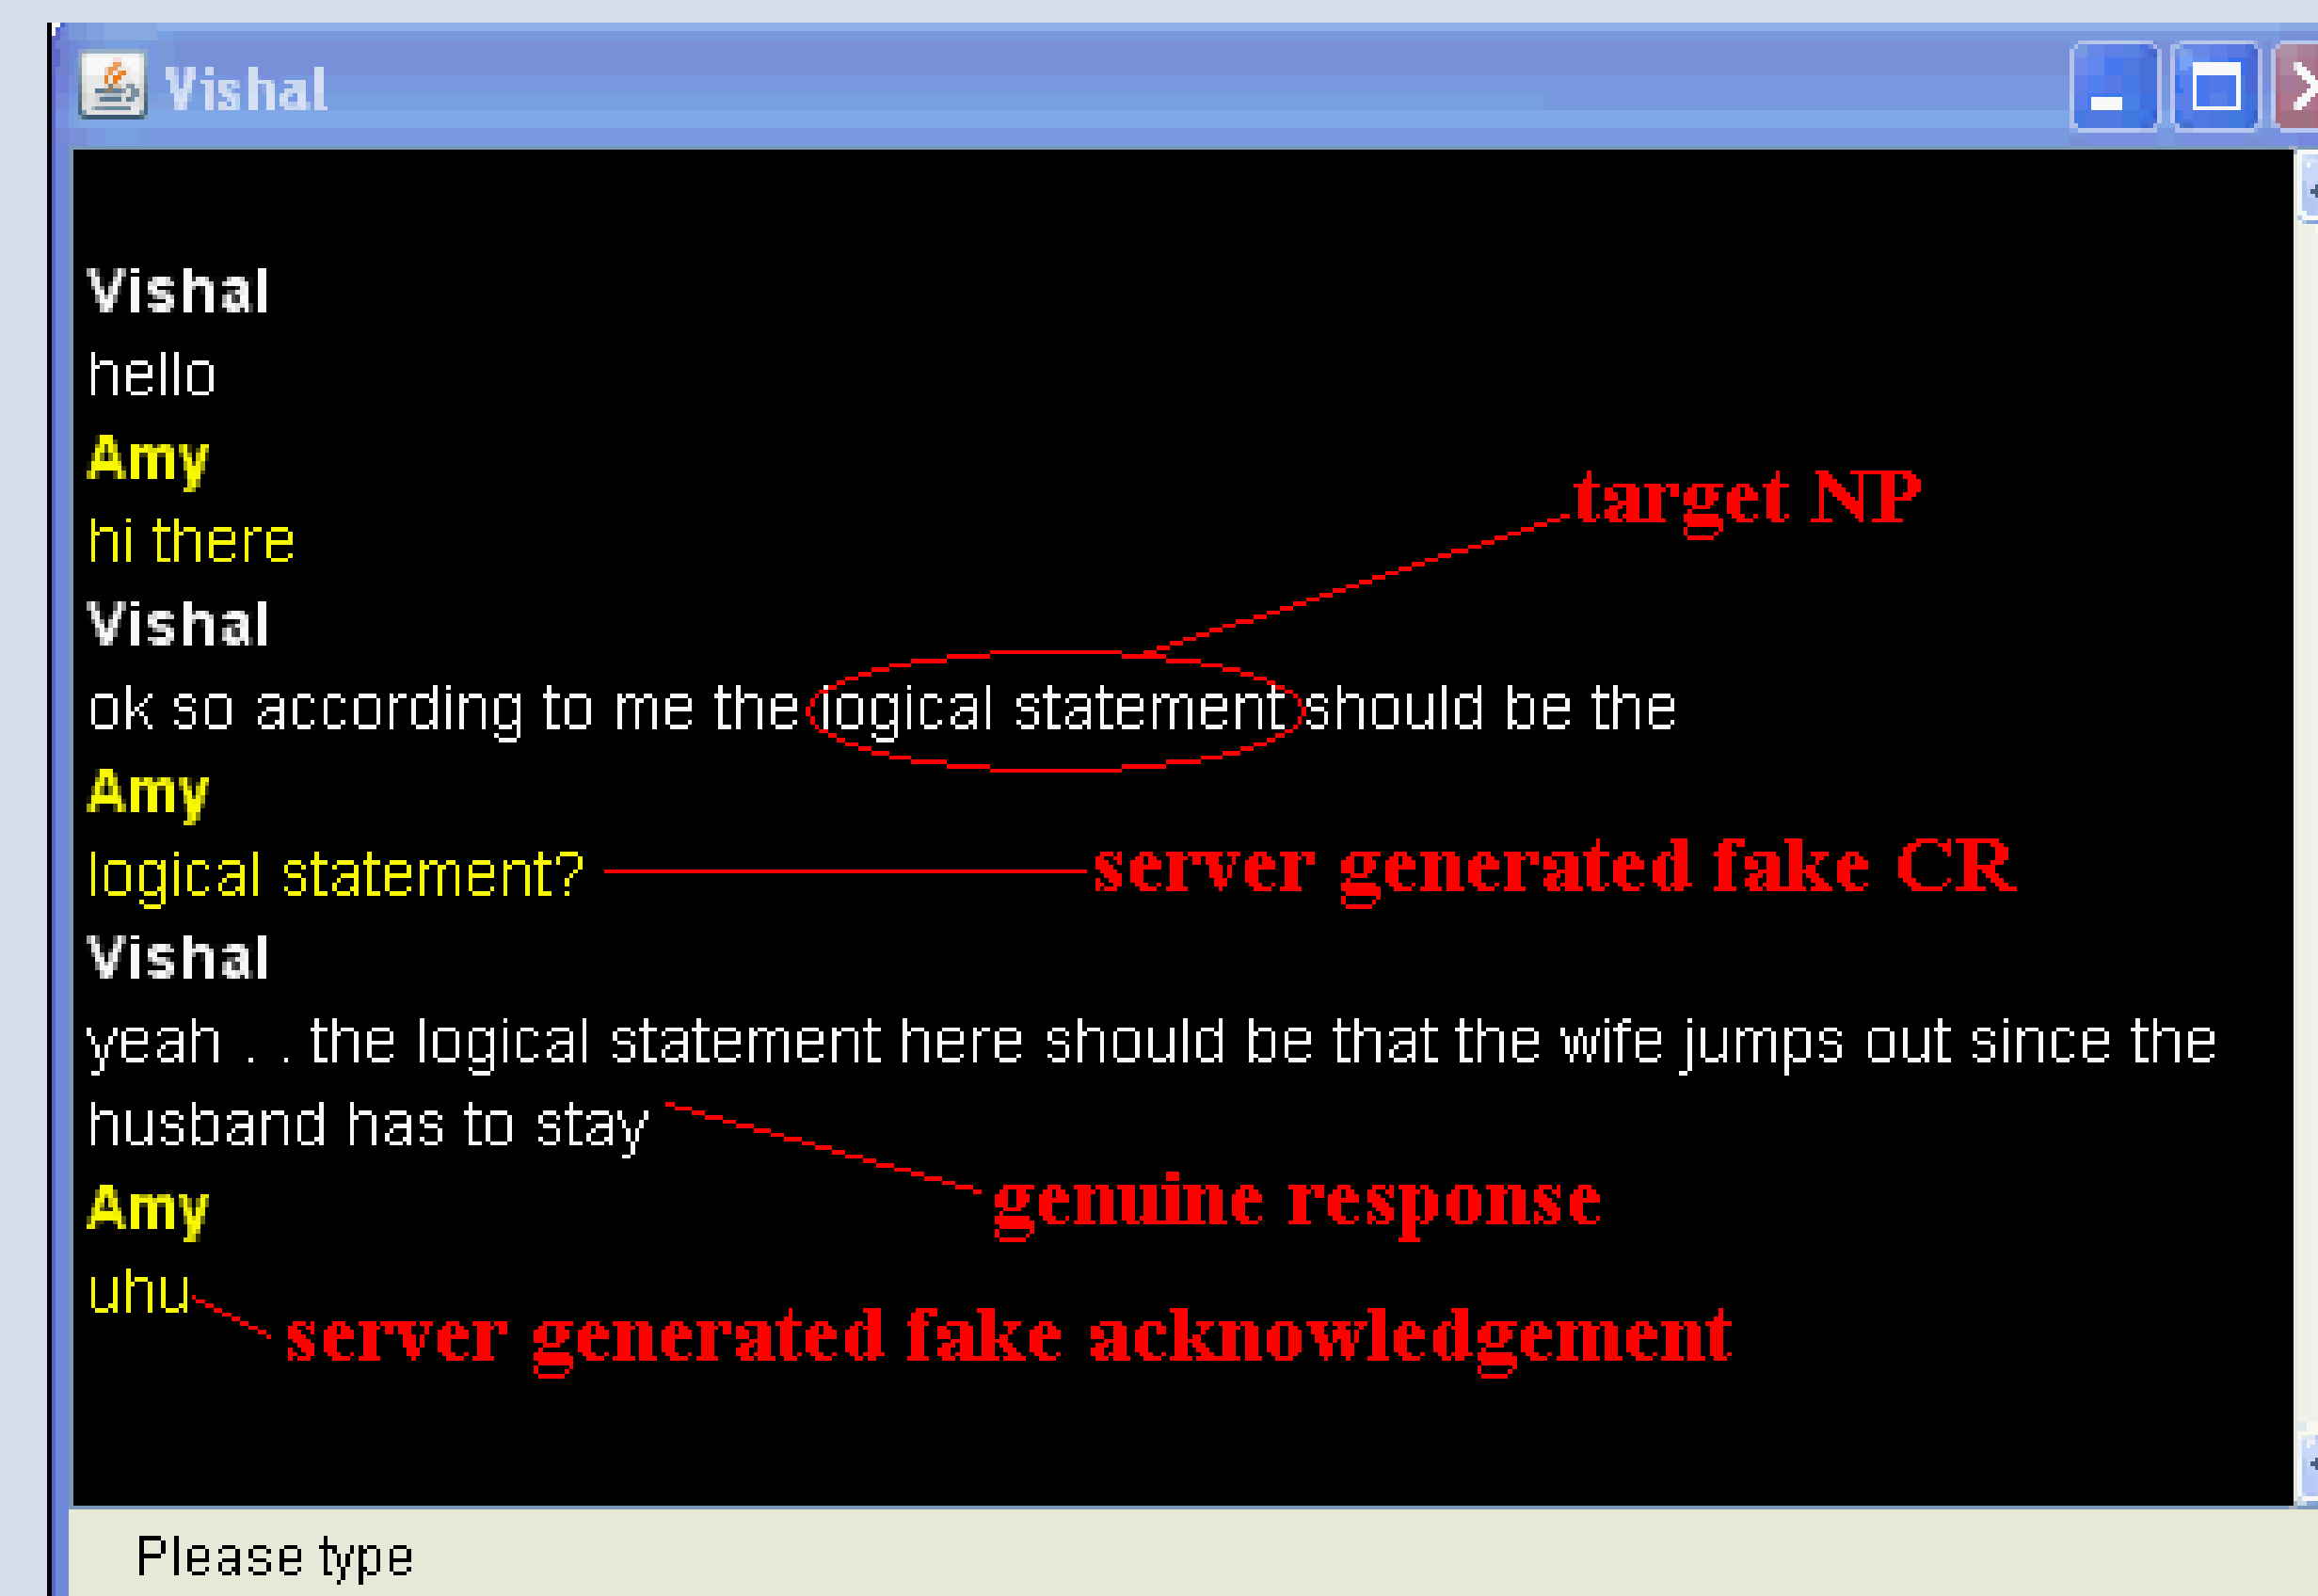 Vishal
Vishal
hello
Amy
hi there
target NP
Vishal
ok so according to me the logical statement should be the
Amy
logical statement?
server generated fake CR
Vishal
yeah . . the logical statement here should be that the wife jumps out since the
husband has to stay
Amy
genuine response
uhu
server generated fake acknowledgement
Please type